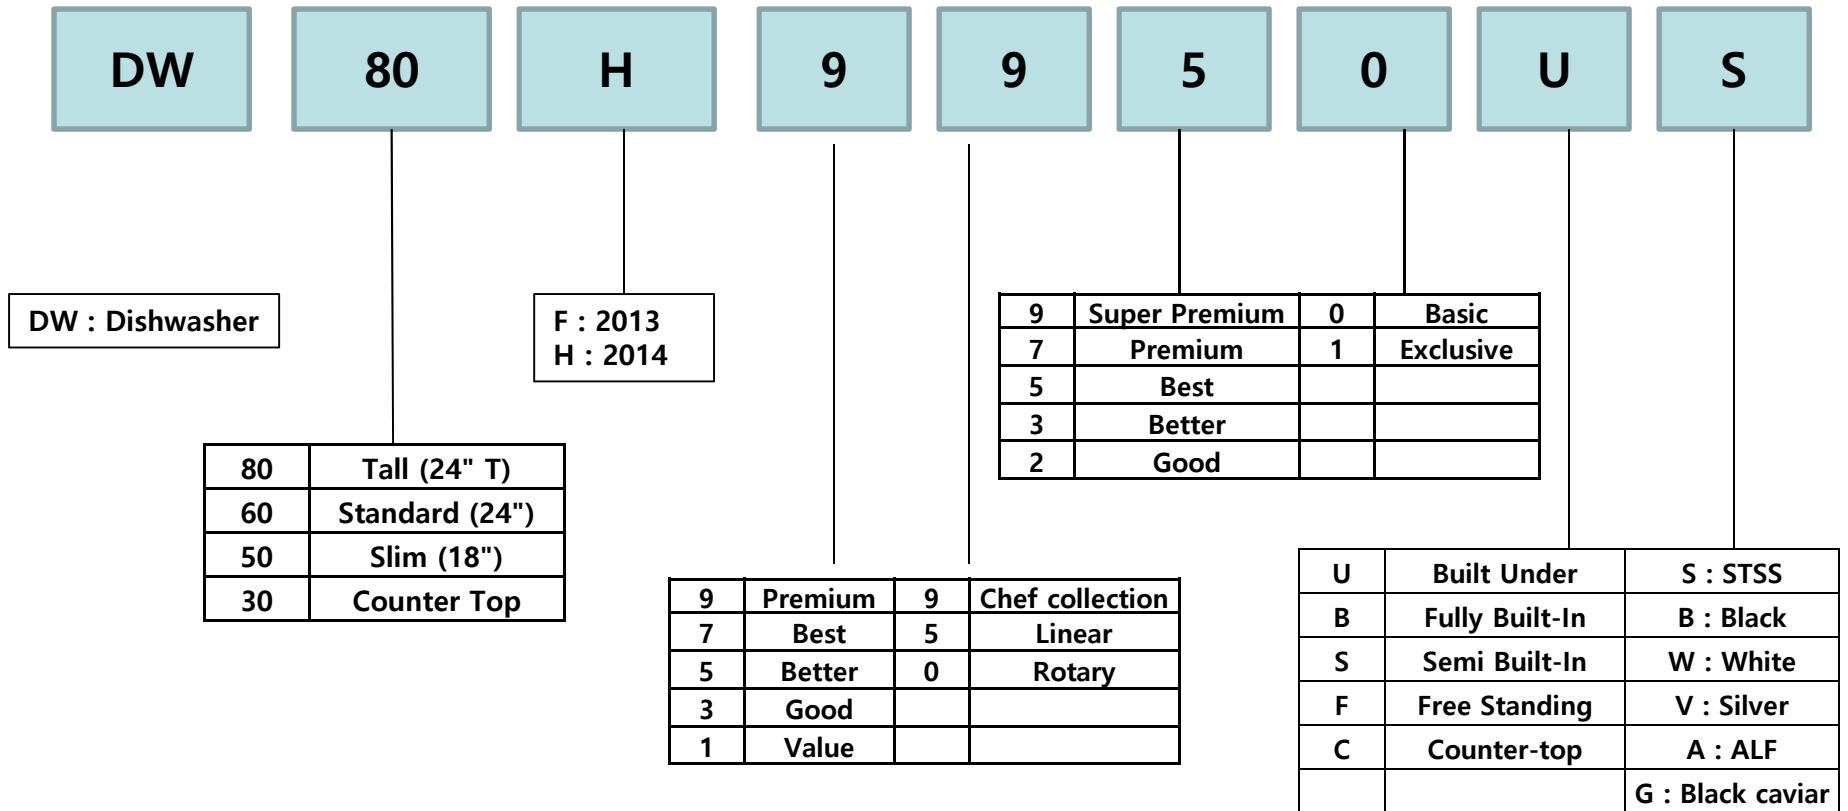 DW 80 H 9 9 5 0 U S
DW : Dishwasher
F : 2013
H : 2014
9 Super Premium 0 Basic
7 Premium 1 Exclusive
5 Best
3 Better
2 Good
80 Tall (24" T)
60 Standard (24")
50 Slim (18")
30 Counter Top
9 Premium 9 Chef collection
7 Best 5 Linear
5 Better 0 Rotary
3 Good
1 Value
U Built Under S : STSS
B Fully Built-In B : Black
S Semi Built-In W : White
F Free Standing V : Silver
C Counter-top A : ALF
G : Black caviar